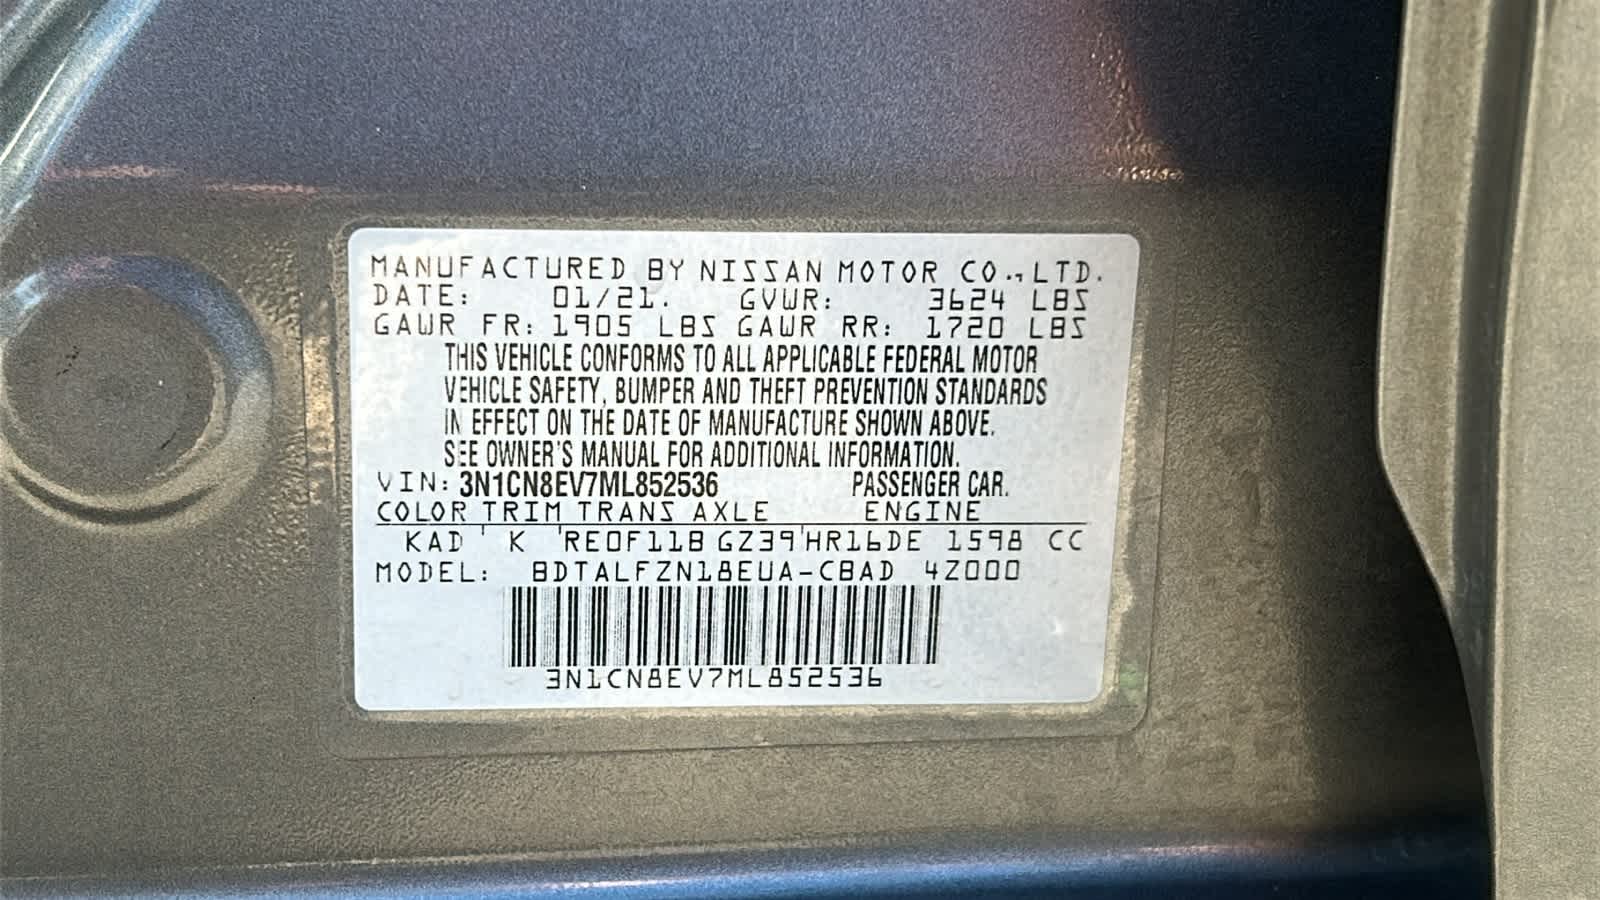 MANUFACTURED BY NISSAN MOTOR CO.,LTD.
DATE: 01/21. GVWR: 3624 LBS
GAWR FR: 1905 LBS GAWR RR: 1720 LBS
THIS VEHICLE CONFORMS TO ALL APPLICABLE FEDERAL MOTOR
VEHICLE SAFETY, BUMPER AND THEFT PREVENTION STANDARDS
IN EFFECT ON THE DATE OF MANUFACTURE SHOWN ABOVE.
SEE OWNER'S MANUAL FOR ADDITIONAL INFORMATION.
VIN: 3N1CN8EV7ML852536 PASSENGER CAR.
COLOR TRIM TRANS AXLE ENGINE
KAD K RE0F11B GZ39 HR16DE 1598 CC
MODEL: BDTALFZN18EUA-CBAD 4Z000
3N1CN8EV7ML852536